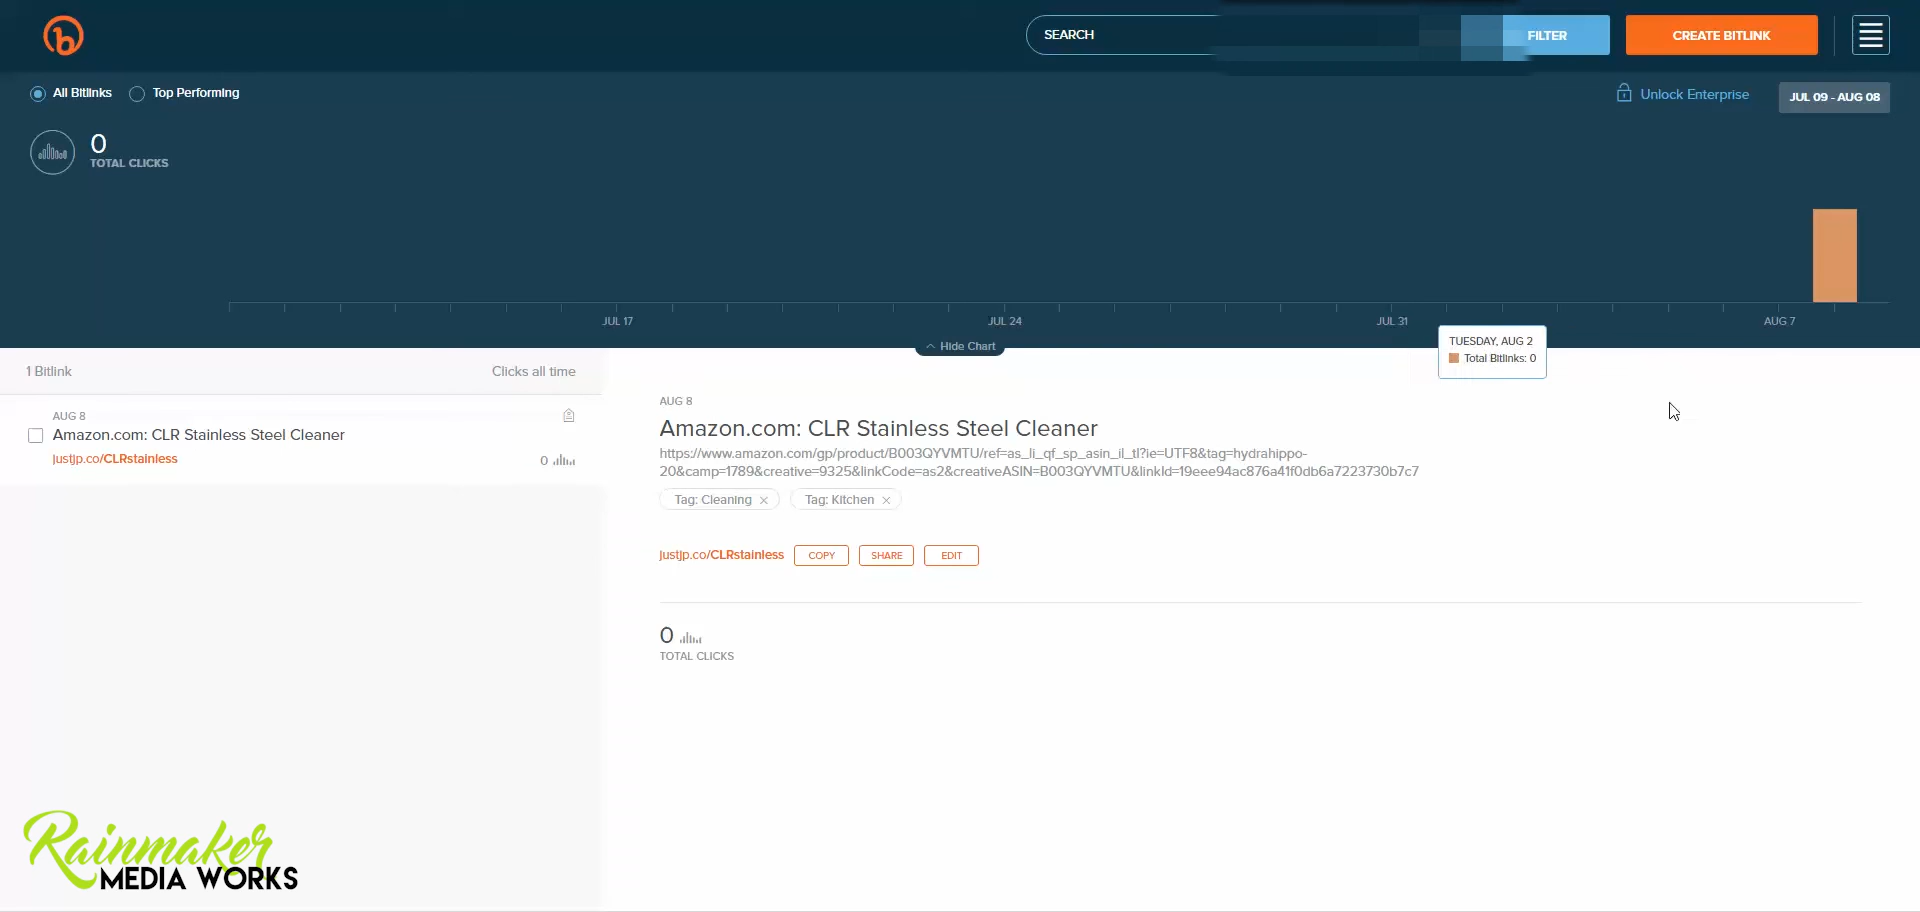 SEARCH
FILTER
CREATE BITLINK
All Bitlinks
Top Performing
Unlock Enterprise
JUL 09 - AUG 08
0
TOTAL CLICKS
JUL 17
JUL 24
JUL 31
AUG 7
Hide Chart
TUESDAY, AUG 2
Total Bitlinks: 0
1 Bitlink
Clicks all time
AUG 8
Amazon.com: CLR Stainless Steel Cleaner
justjp.co/CLRstainless
0
AUG 8
Amazon.com: CLR Stainless Steel Cleaner
https://www.amazon.com/gp/product/B003QYVMTU/ref=as_li_qf_sp_asin_il_tl?ie=UTF8&tag=hydrahippo-
20&camp=1789&creative=9325&linkCode=as2&creativeASIN=B003QYVMTU&linkId=19eee94ac876a41f0db6a7223730b7c7
Tag: Cleaning
Tag: Kitchen
justjp.co/CLRstainless
COPY
SHARE
EDIT
0
TOTAL CLICKS
Rainmaker
MEDIA WORKS